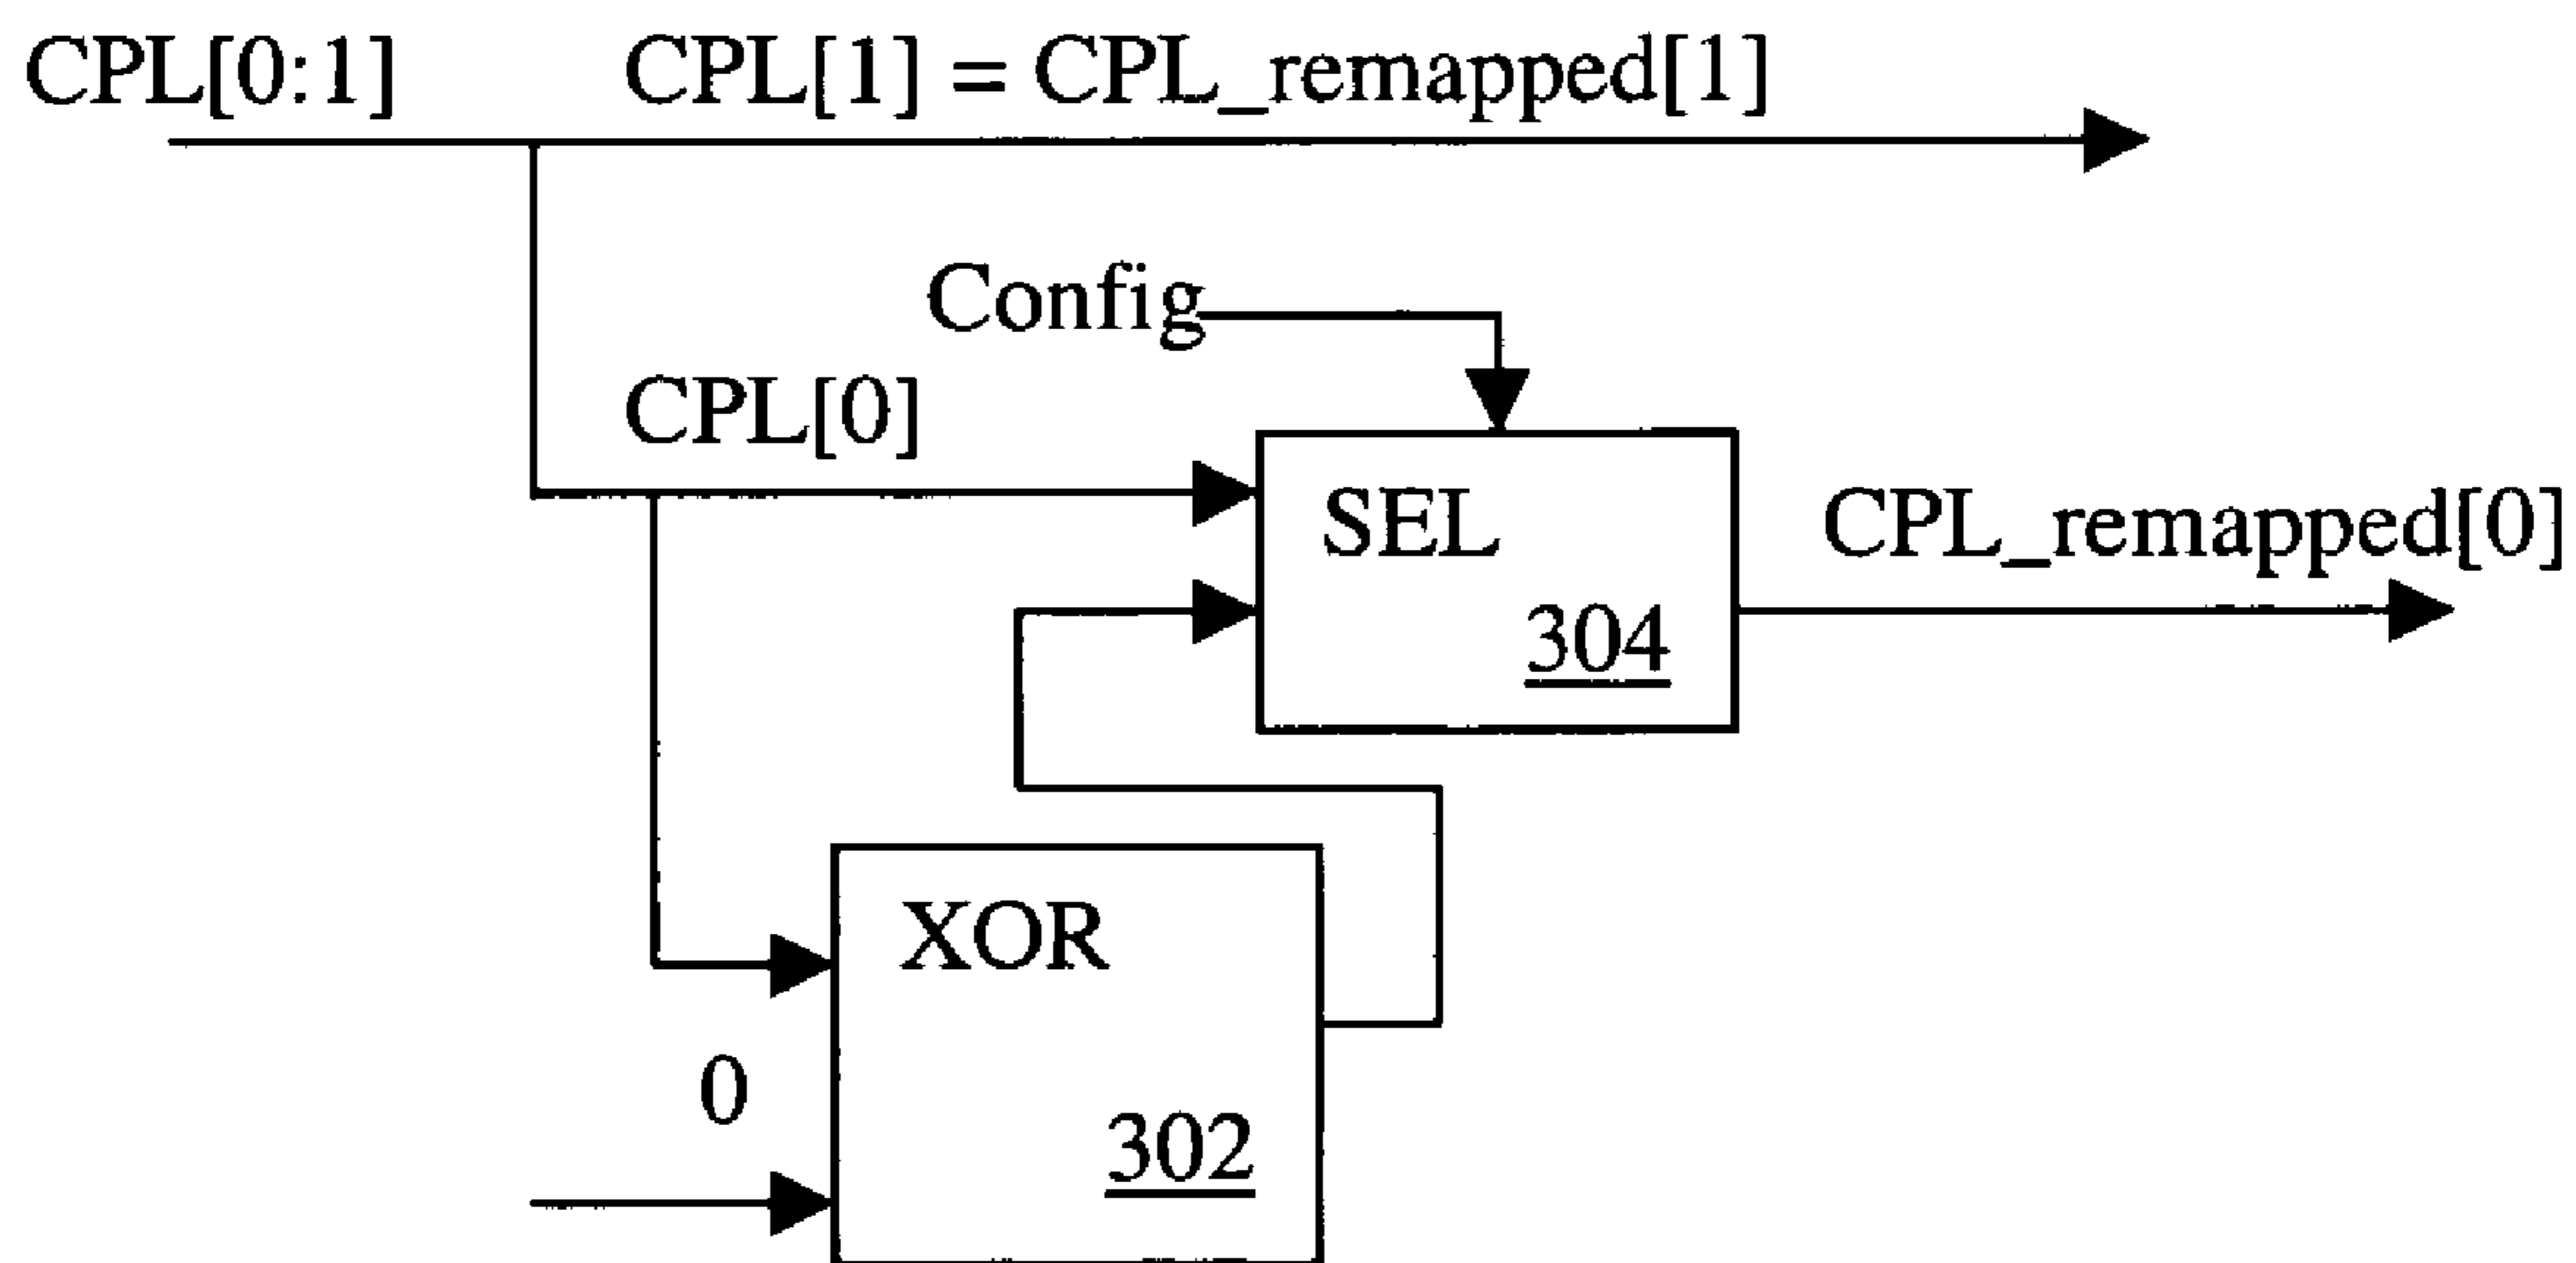 CPL[0:1]
CPL[1] = CPL_remapped[1]
Config
CPL[0]
SEL
CPL_remapped[0]
304
XOR
0
302